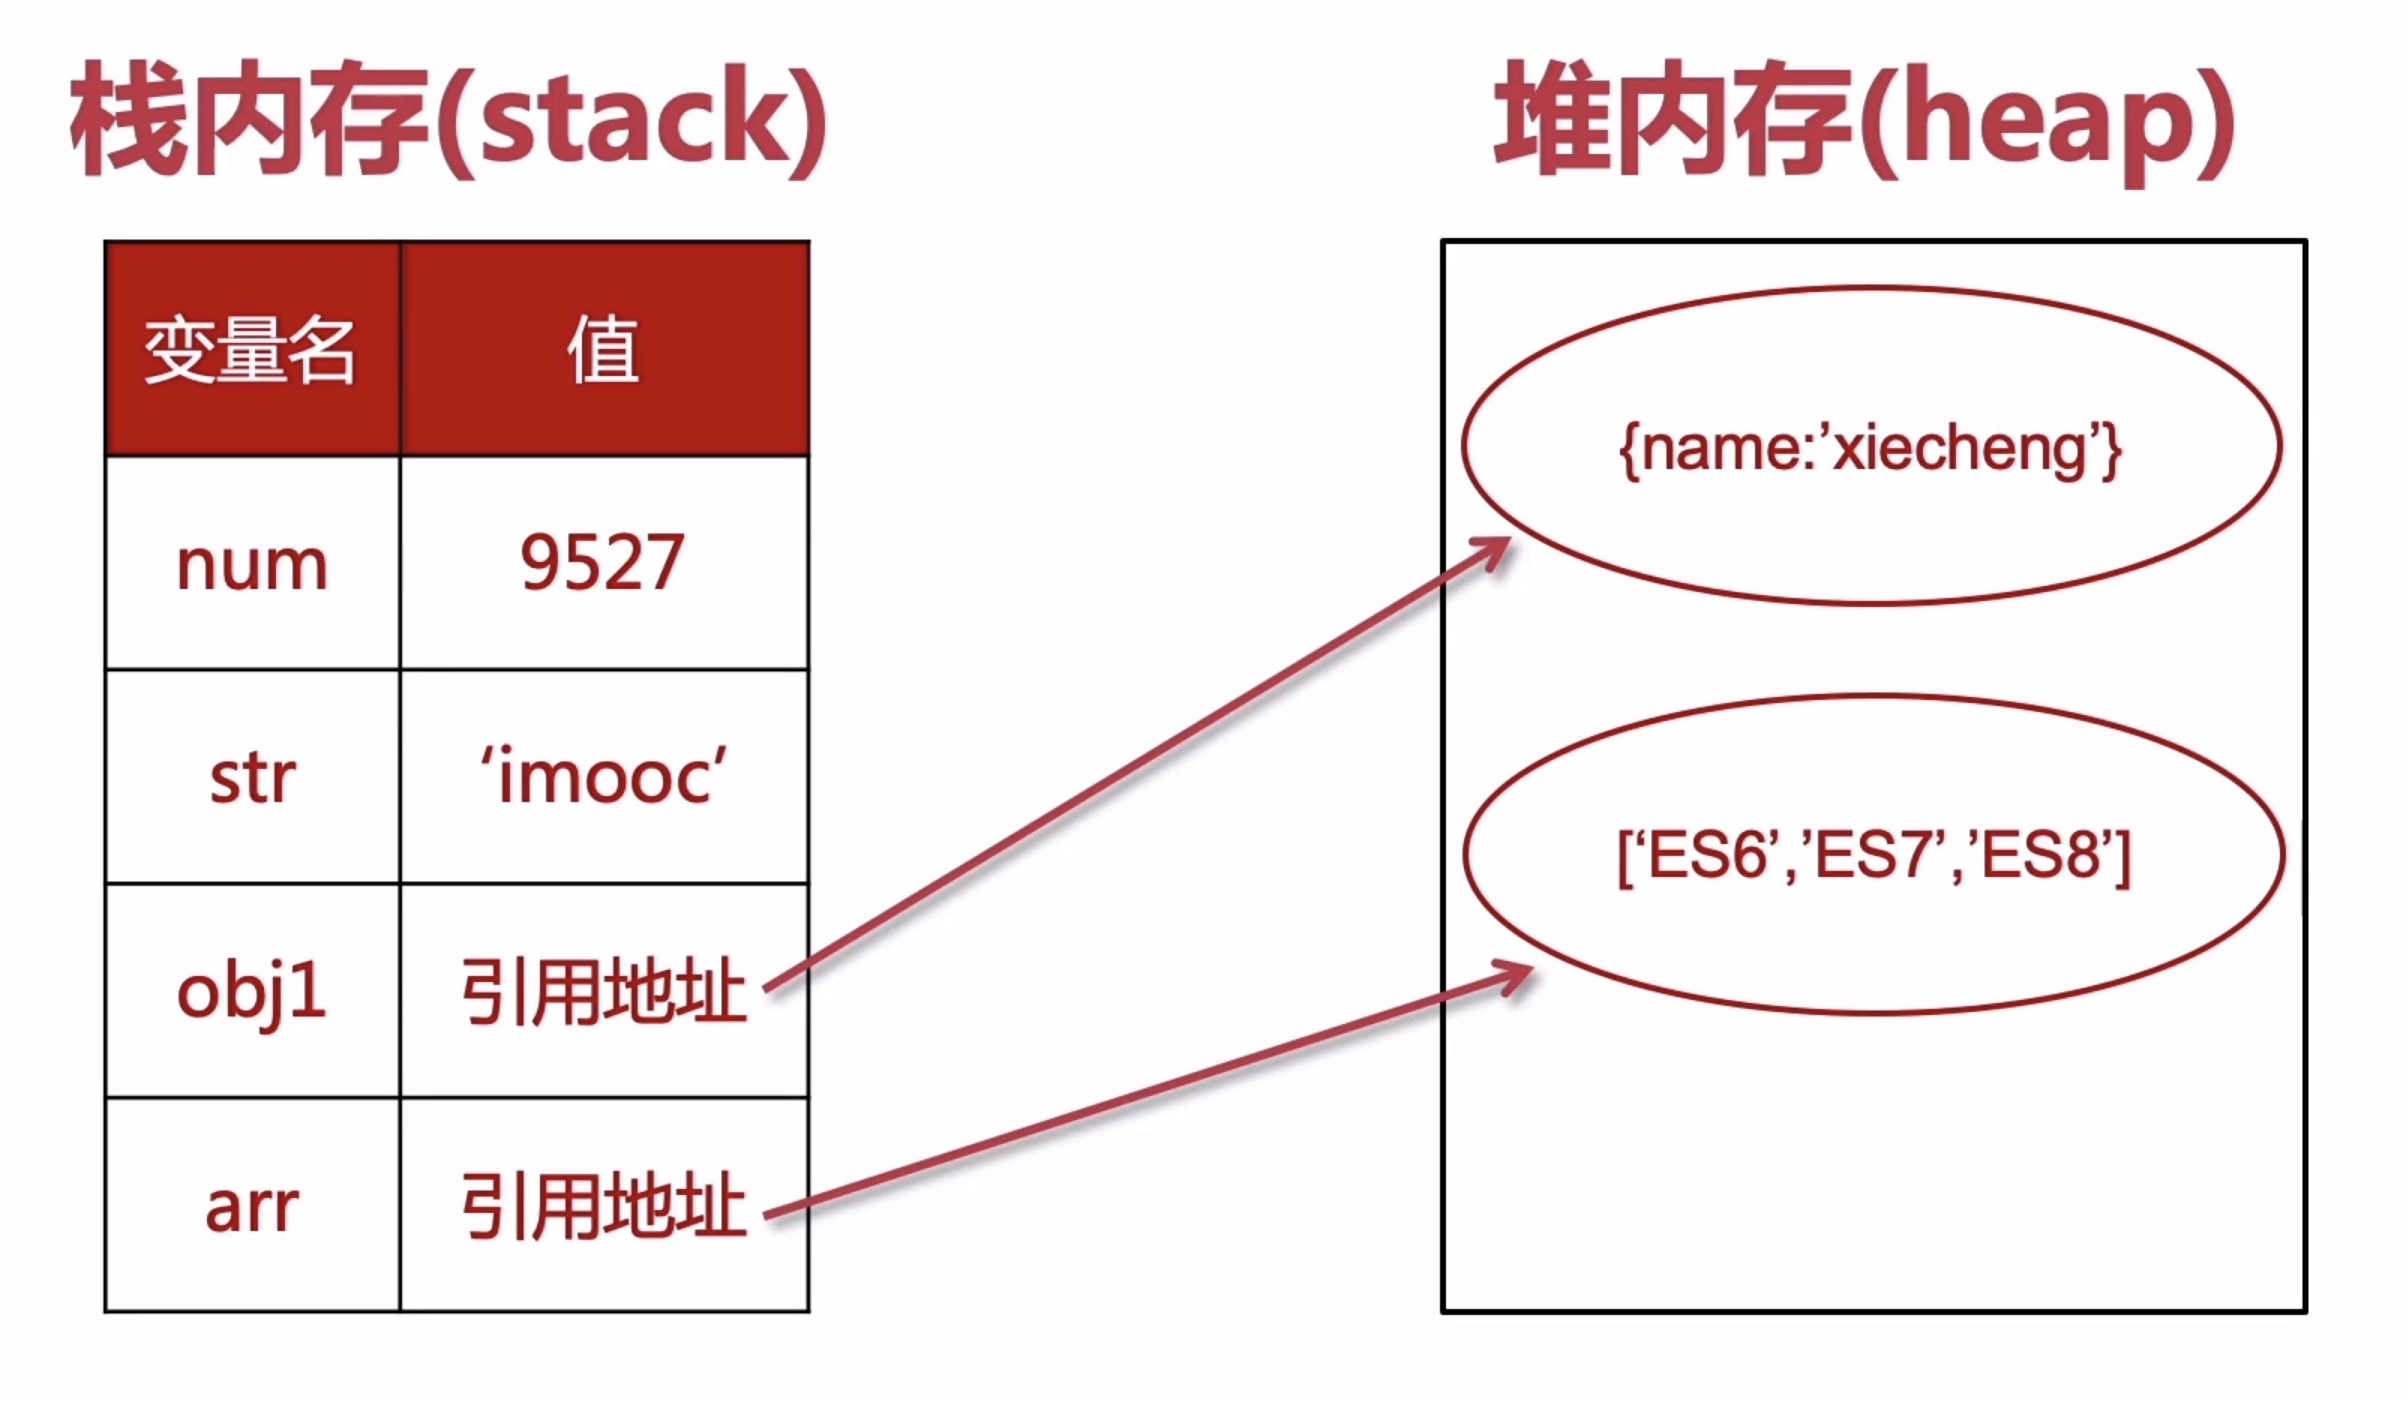 栈内存(stack)
堆内存(heap)
变量名 值
num 9527
str ‘imooc’
obj1 引用地址
arr 引用地址
{name:’xiecheng’}
[‘ES6’,’ES7’,’ES8’]